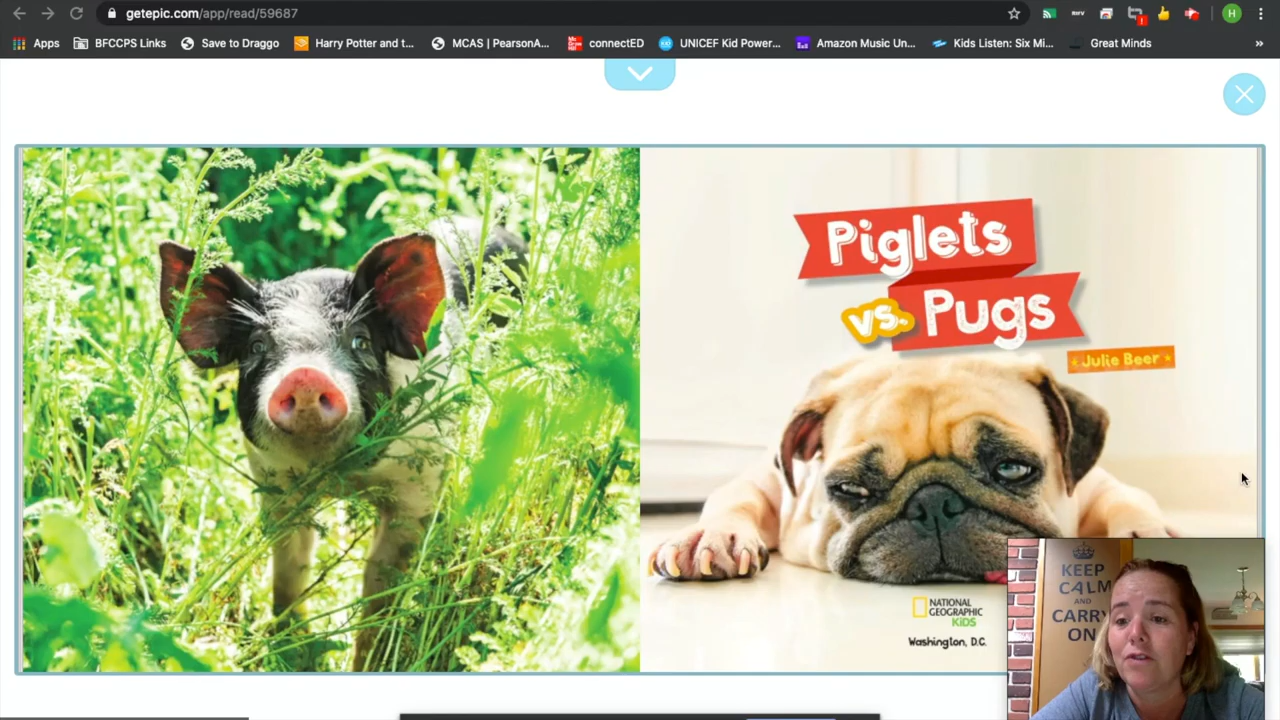 getepic.com/app/read/59687
H
Apps
BFCCPS Links
Save to Draggo
Harry Potter and t...
MCAS | PearsonA...
connectED
UNICEF Kid Power...
Amazon Music Un...
Kids Listen: Six Mi...
Great Minds
»
Piglets
vs. Pugs
Julie Beer
NATIONAL
GEOGRAPHIC
KiDS
Washington, D.C.
KEEP
CALM
AND
CARRY
ON